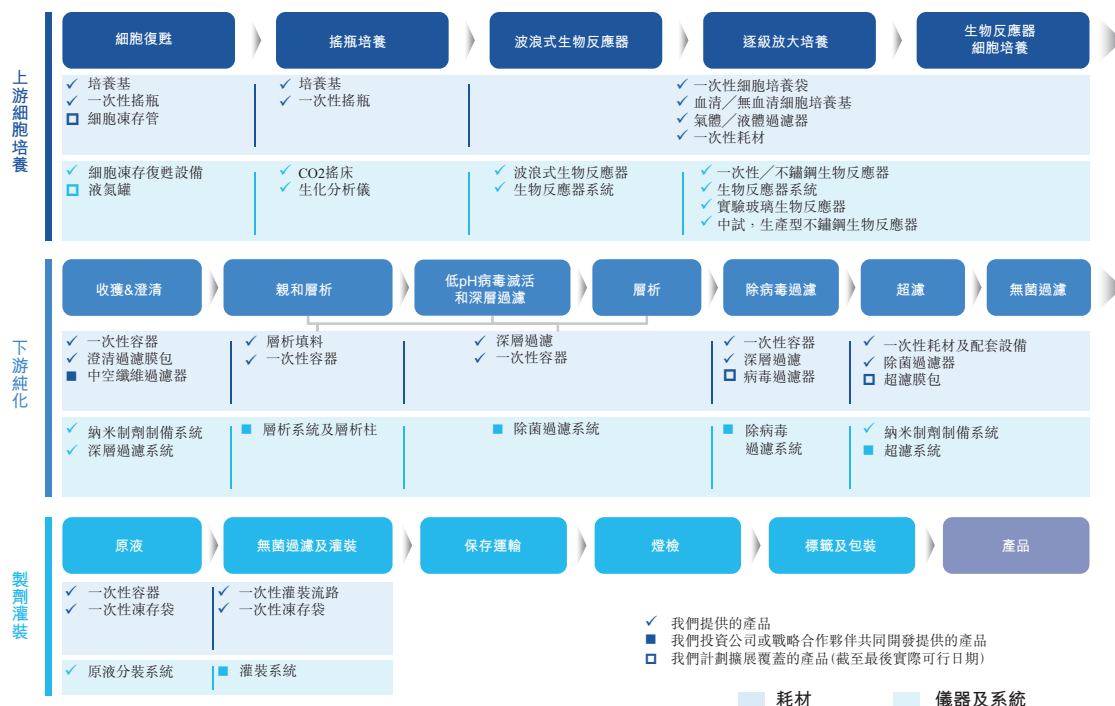 上游細胞培養
細胞復甦
搖瓶培養
波浪式生物反應器
逐級放大培養
生物反應器
細胞培養
✓ 培養基
✓ 一次性搖瓶
細胞凍存管
✓ 培養基
✓ 一次性搖瓶
✓ 一次性細胞培養袋
✓ 血清／無血清細胞培養基
✓ 氣體／液體過濾器
✓ 一次性耗材
✓ 細胞凍存復甦設備
液氮罐
✓ CO2搖床
✓ 生化分析儀
✓ 波浪式生物反應器
✓ 生物反應器系統
✓ 一次性／不鏽鋼生物反應器
✓ 生物反應器系統
✓ 實驗玻璃生物反應器
✓ 中試，生產型不鏽鋼生物反應器
下游純化
收獲&澄清
親和層析
低pH病毒滅活
和深層過濾
層析
除病毒過濾
超濾
無菌過濾
✓ 一次性容器
✓ 澄清過濾膜包
■ 中空纖維過濾器
✓ 層析填料
✓ 一次性容器
✓ 深層過濾
✓ 一次性容器
✓ 一次性容器
✓ 深層過濾
病毒過濾器
✓ 一次性耗材及配套設備
✓ 除菌過濾器
超濾膜包
✓ 納米制劑制備系統
✓ 深層過濾系統
■ 層析系統及層析柱
■ 除菌過濾系統
■ 除病毒
過濾系統
✓ 納米制劑制備系統
■ 超濾系統
製劑灌裝
原液
無菌過濾及灌裝
保存運輸
燈檢
標籤及包裝
產品
✓ 一次性容器
✓ 一次性凍存袋
✓ 一次性灌裝流路
✓ 一次性凍存袋
✓ 原液分裝系統
■ 灌裝系統
✓ 我們提供的產品
■ 我們投資公司或戰略合作夥伴共同開發提供的產品
我們計劃擴展覆蓋的產品(截至最後實際可行日期)
耗材
儀器及系統